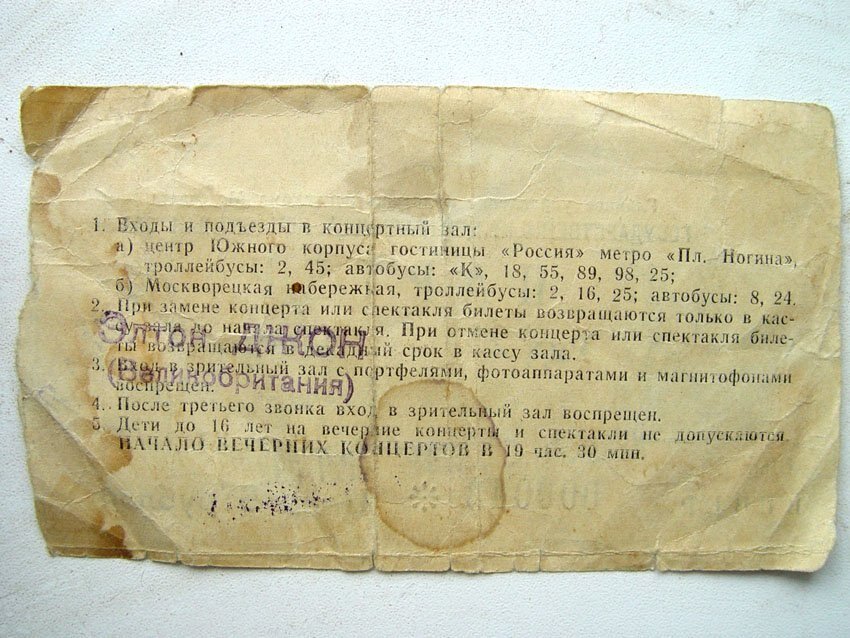 1. Входы и подъезды в концертный зал:
а) центр Южного корпуса гостиницы «Россия» метро «Пл. Ногина»,
троллейбусы: 2, 45; автобусы: «К», 18, 55, 89, 98, 25;
б) Москворецкая набережная, троллейбусы: 2, 16, 25; автобусы: 8, 24.
2. При замене концерта или спектакля билеты возвращаются только в кас-
су зала до начала спектакля. При отмене концерта или спектакля биле-
ты возвращаются в декадный срок в кассу зала.
Элтон ДЖОН
(Великобритания)
3. Вход в зрительный зал с портфелями, фотоаппаратами и магнитофонами
воспрещен.
4. После третьего звонка вход в зрительный зал воспрещен.
5. Дети до 16 лет на вечерние концерты и спектакли не допускаются.
НАЧАЛО ВЕЧЕРНИХ КОНЦЕРТОВ В 19 час. 30 мин.